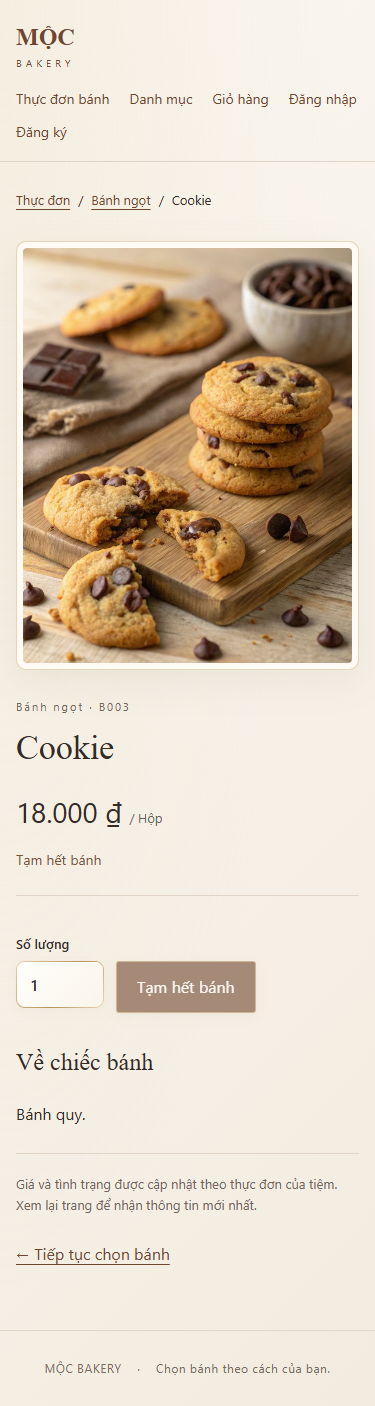 MỘC
BAKERY
Thực đơn bánh Danh mục Giỏ hàng Đăng nhập
Đăng ký
Thực đơn / Bánh ngọt / Cookie
Bánh ngọt · B003
Cookie
18.000 ₫ / Hộp
Tạm hết bánh
Số lượng
1 Tạm hết bánh
Về chiếc bánh
Bánh quy.
Giá và tình trạng được cập nhật theo thực đơn của tiệm.
Xem lại trang để nhận thông tin mới nhất.
← Tiếp tục chọn bánh
MỘC BAKERY · Chọn bánh theo cách của bạn.